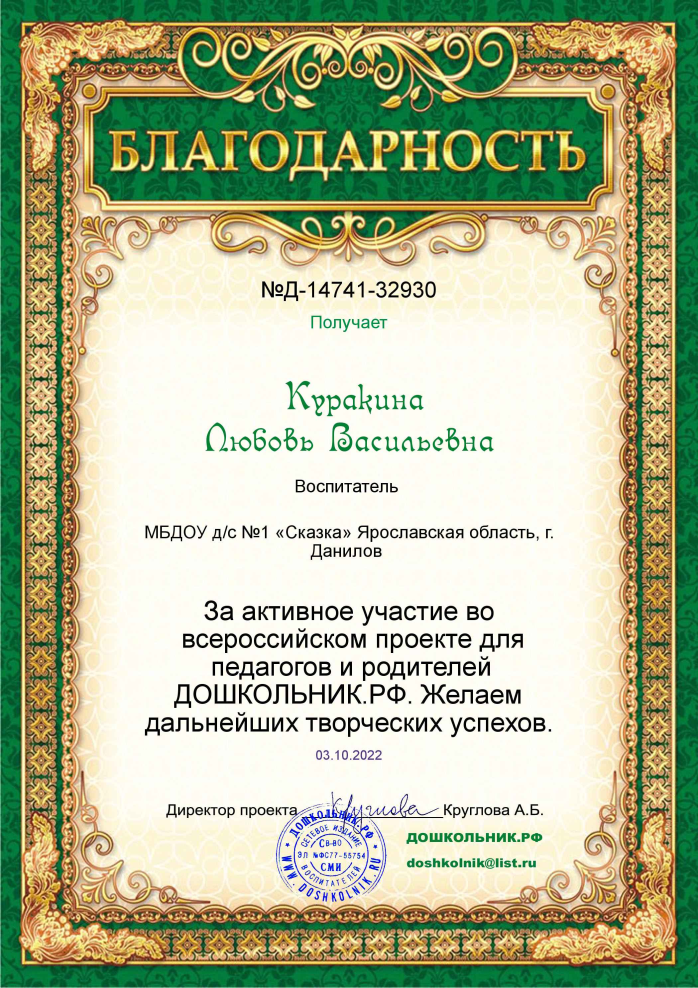 БЛАГОДАРНОСТЬ
№Д-14741-32930
Получает
Куракина
Любовь Васильевна
Воспитатель
МБДОУ д/с №1 «Сказка» Ярославская область, г.
Данилов
За активное участие во
всероссийском проекте для
педагогов и родителей
ДОШКОЛЬНИК.РФ. Желаем
дальнейших творческих успехов.
03.10.2022
Директор проекта Круглова Круглова А.Б.
ДОШКОЛЬНИК.РФ
doshkolnik@list.ru
ДОШКОЛЬНИК.РФ
СЕТЕВОЕ ИЗДАНИЕ
СВ-ВО
ЭЛ №ФС77-55754
СМИ
ВОСПИТАТЕЛЕЙ
WWW.DOSHKOLNIK.RU